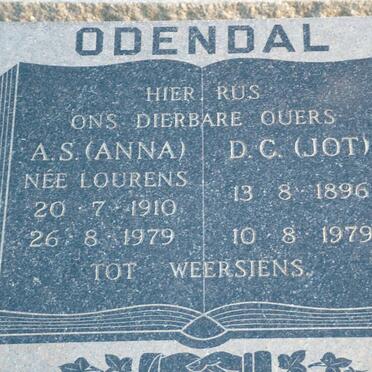 ODENDAL
HIER RUS
ONS DIERBARE OUERS
A.S. (ANNA)
NÉE LOURENS
20 · 7 · 1910
26 · 8 · 1979
D.C. (JOT)
13 · 8 · 1896
10 · 8 · 1979
TOT WEERSIENS.